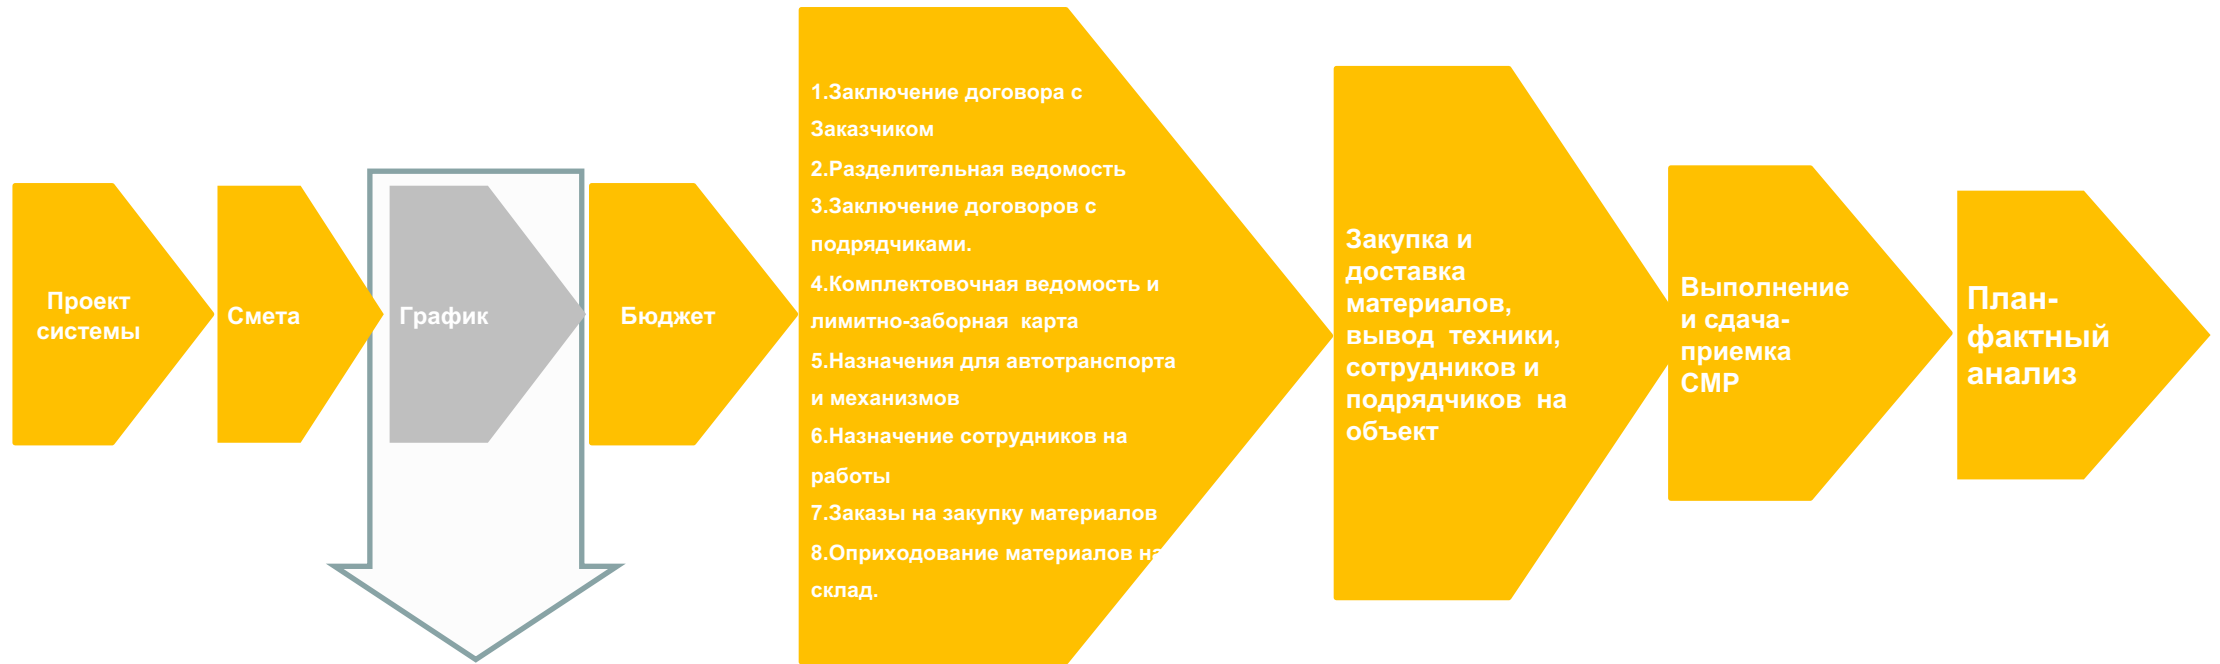 Проект
системы
Смета
График
Бюджет
1.Заключение договора с
Заказчиком
2.Разделительная ведомость
3.Заключение договоров с
подрядчиками.
4.Комплектовочная ведомость и
лимитно-заборная карта
5.Назначения для автотранспорта
и механизмов
6.Назначение сотрудников на
работы
7.Заказы на закупку материалов
8.Оприходование материалов на
склад.
Закупка и
доставка
материалов,
вывод техники,
сотрудников и
подрядчиков на
объект
Выполнение
и сдача-
приемка
СМР
План-
фактный
анализ